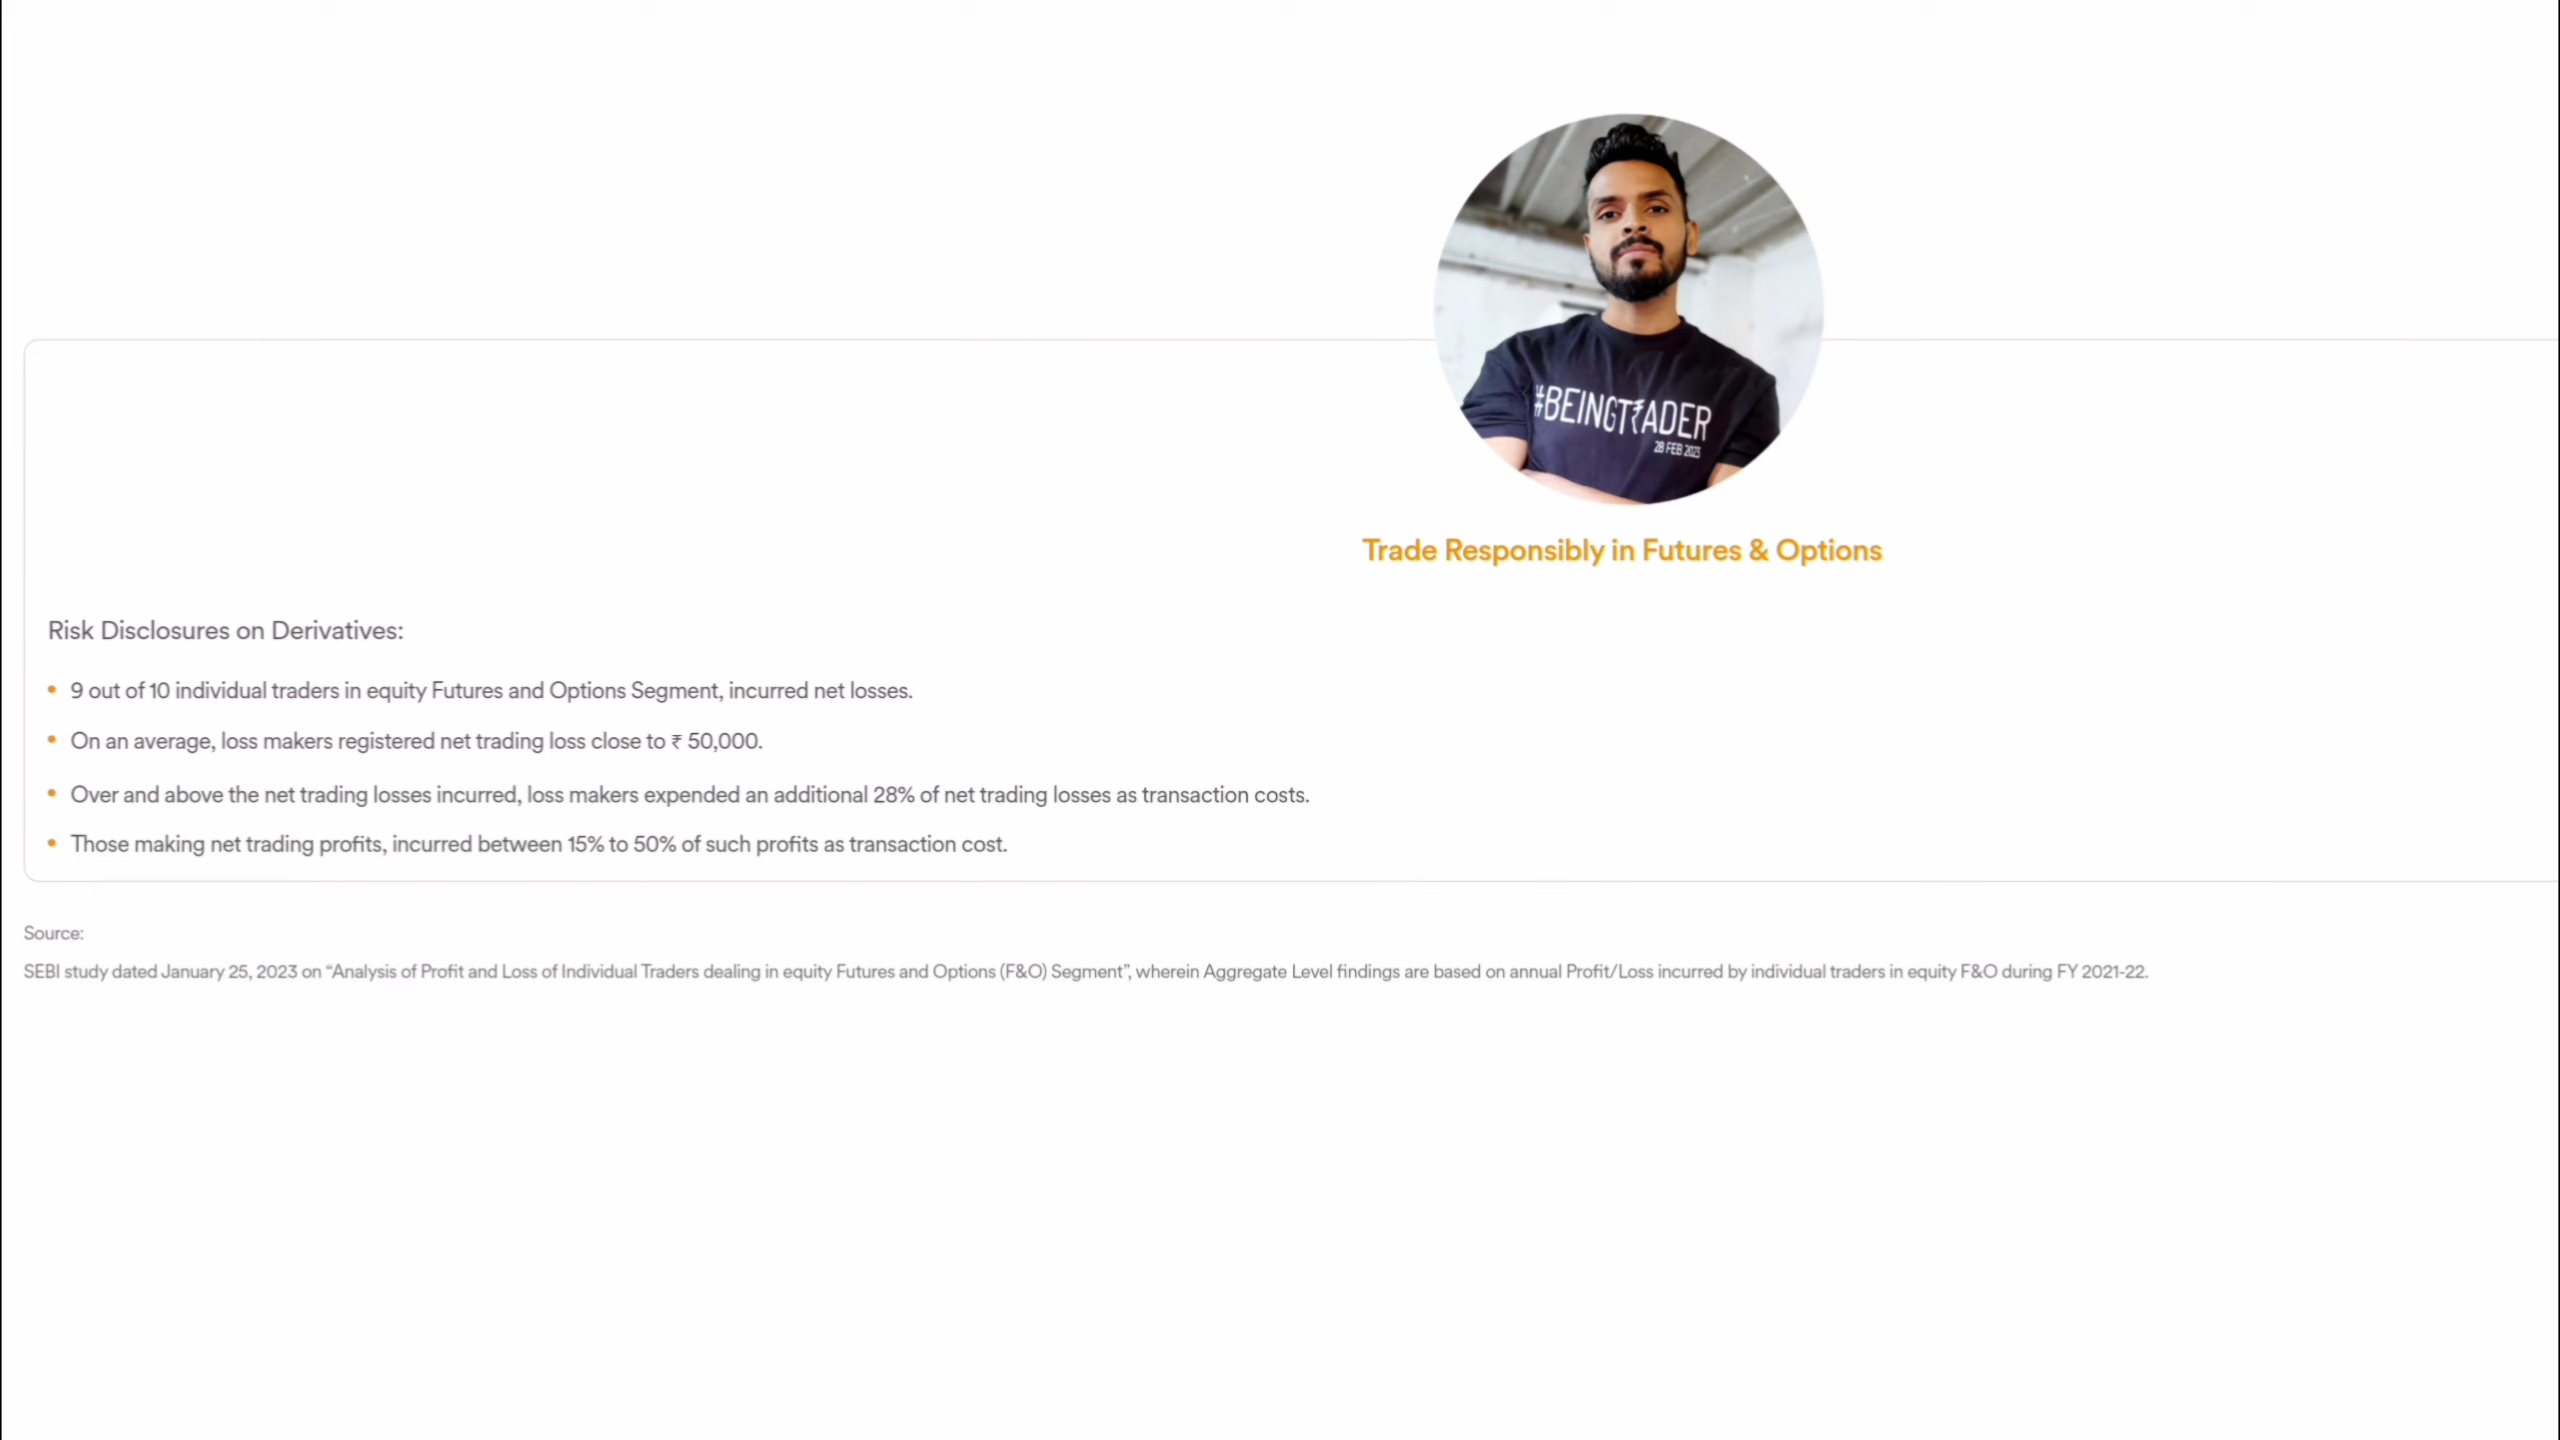 #BEINGT₹ADER
28 FEB 2023
Trade Responsibly in Futures & Options
Risk Disclosures on Derivatives:
• 9 out of 10 individual traders in equity Futures and Options Segment, incurred net losses.
• On an average, loss makers registered net trading loss close to ₹ 50,000.
• Over and above the net trading losses incurred, loss makers expended an additional 28% of net trading losses as transaction costs.
• Those making net trading profits, incurred between 15% to 50% of such profits as transaction cost.
Source:
SEBI study dated January 25, 2023 on “Analysis of Profit and Loss of Individual Traders dealing in equity Futures and Options (F&O) Segment”, wherein Aggregate Level findings are based on annual Profit/Loss incurred by individual traders in equity F&O during FY 2021-22.